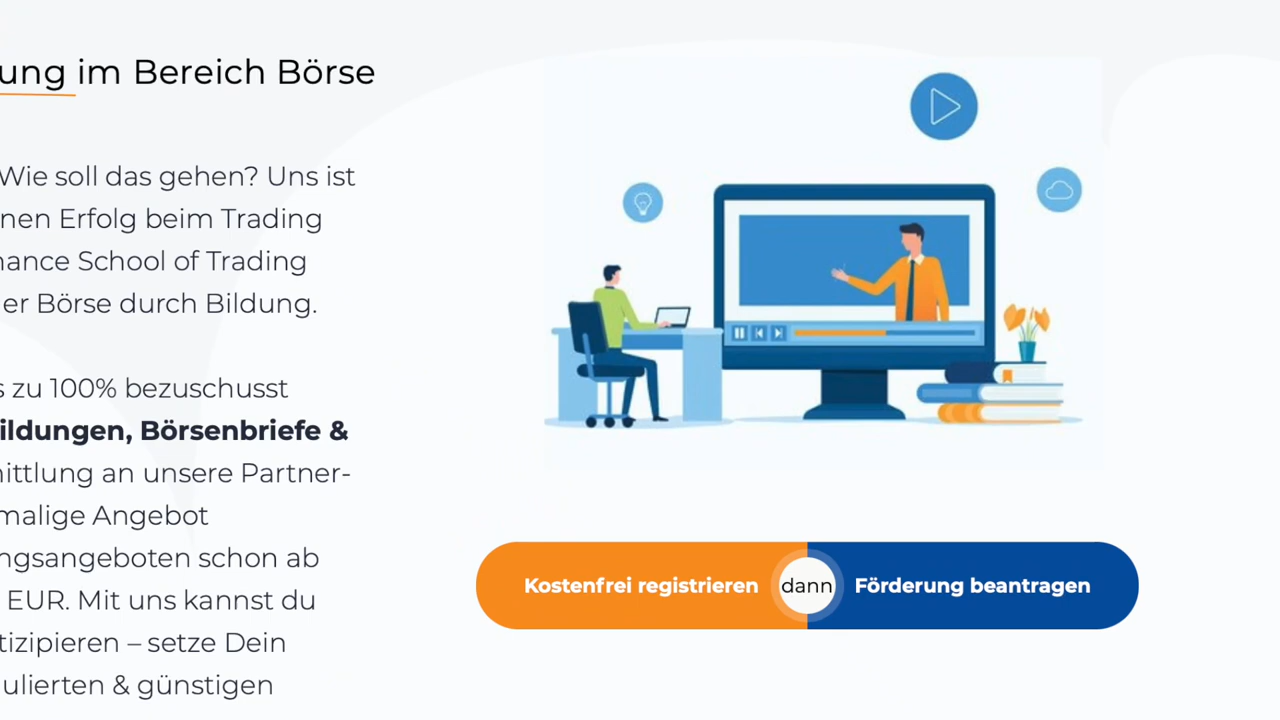 ung im Bereich Börse
Wie soll das gehen? Uns ist
nen Erfolg beim Trading
nance School of Trading
er Börse durch Bildung.
s zu 100% bezuschusst
ildungen, Börsenbriefe &
nittlung an unsere Partner-
malige Angebot
ngsangeboten schon ab
EUR. Mit uns kannst du
tizipieren – setze Dein
ulierten & günstigen
Kostenfrei registrieren dann Förderung beantragen